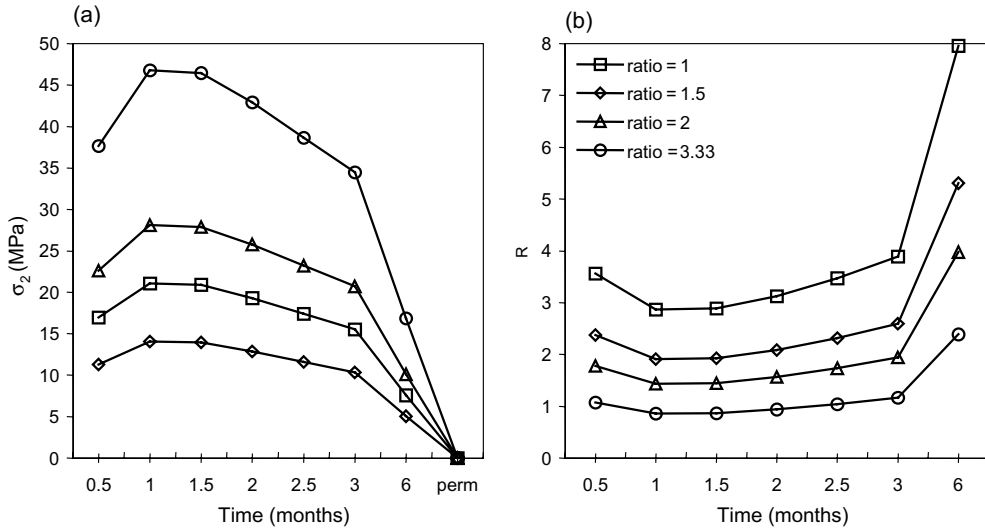 (a)
50
45
40
35
30
25
20
15
10
5
0
σ2 (MPa)
0.5 1 1.5 2 2.5 3 6 perm
Time (months)
(b)
8
7
6
5
4
3
2
1
0
R
ratio = 1
ratio = 1.5
ratio = 2
ratio = 3.33
0.5 1 1.5 2 2.5 3 6
Time (months)